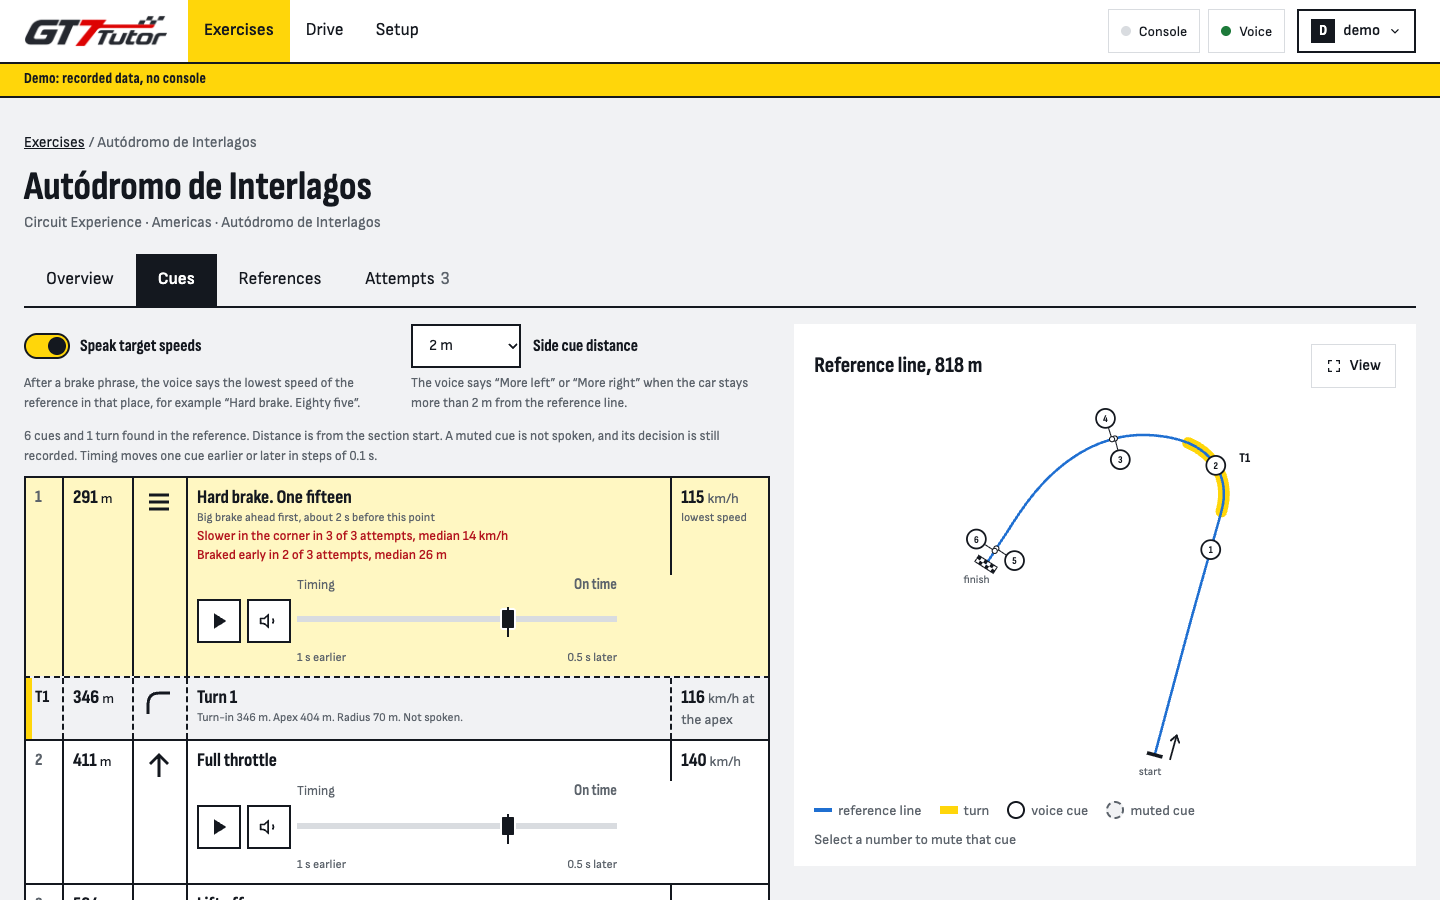 GT7Tutor
Exercises
Drive
Setup
Console
Voice
D
demo
Demo: recorded data, no console
Exercises / Autódromo de Interlagos
Autódromo de Interlagos
Circuit Experience · Americas · Autódromo de Interlagos
Overview
Cues
References
Attempts 3
Speak target speeds
After a brake phrase, the voice says the lowest speed of the
reference in that place, for example “Hard brake. Eighty five”.
2 m
Side cue distance
The voice says “More left” or “More right” when the car stays
more than 2 m from the reference line.
6 cues and 1 turn found in the reference. Distance is from the section start. A muted cue is not spoken, and its decision is still
recorded. Timing moves one cue earlier or later in steps of 0.1 s.
1
291 m
Hard brake. One fifteen
Big brake ahead first, about 2 s before this point
Slower in the corner in 3 of 3 attempts, median 14 km/h
Braked early in 2 of 3 attempts, median 26 m
115 km/h
lowest speed
Timing
On time
1 s earlier
0.5 s later
T1
346 m
Turn 1
Turn-in 346 m. Apex 404 m. Radius 70 m. Not spoken.
116 km/h at
the apex
2
411 m
Full throttle
140 km/h
Timing
On time
1 s earlier
0.5 s later
Reference line, 818 m
View
4
3
2
T1
1
6
5
finish
start
reference line
turn
voice cue
muted cue
Select a number to mute that cue